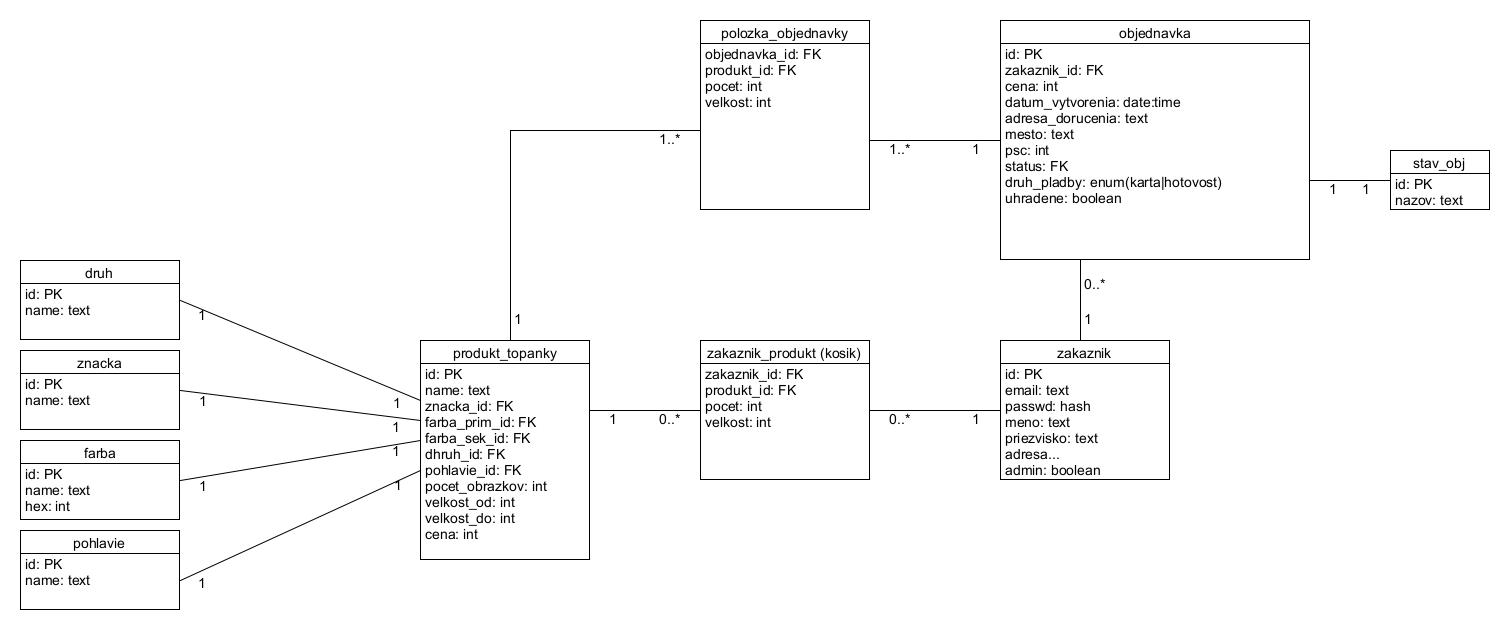 polozka_objednavky
objednavka_id: FK
produkt_id: FK
pocet: int
velkost: int
objednavka
id: PK
zakaznik_id: FK
cena: int
datum_vytvorenia: date:time
adresa_dorucenia: text
mesto: text
psc: int
status: FK
druh_pladby: enum(karta|hotovost)
uhradene: boolean
stav_obj
id: PK
nazov: text
1..*
1..*
1
1
1
0..*
1
1
druh
id: PK
name: text
1
znacka
id: PK
name: text
1
farba
id: PK
name: text
hex: int
1
pohlavie
id: PK
name: text
1
1
1
1
1
produkt_topanky
id: PK
name: text
znacka_id: FK
farba_prim_id: FK
farba_sek_id: FK
dhruh_id: FK
pohlavie_id: FK
pocet_obrazkov: int
velkost_od: int
velkost_do: int
cena: int
1
0..*
zakaznik_produkt (kosik)
zakaznik_id: FK
produkt_id: FK
pocet: int
velkost: int
0..*
1
zakaznik
id: PK
email: text
passwd: hash
meno: text
priezvisko: text
adresa...
admin: boolean